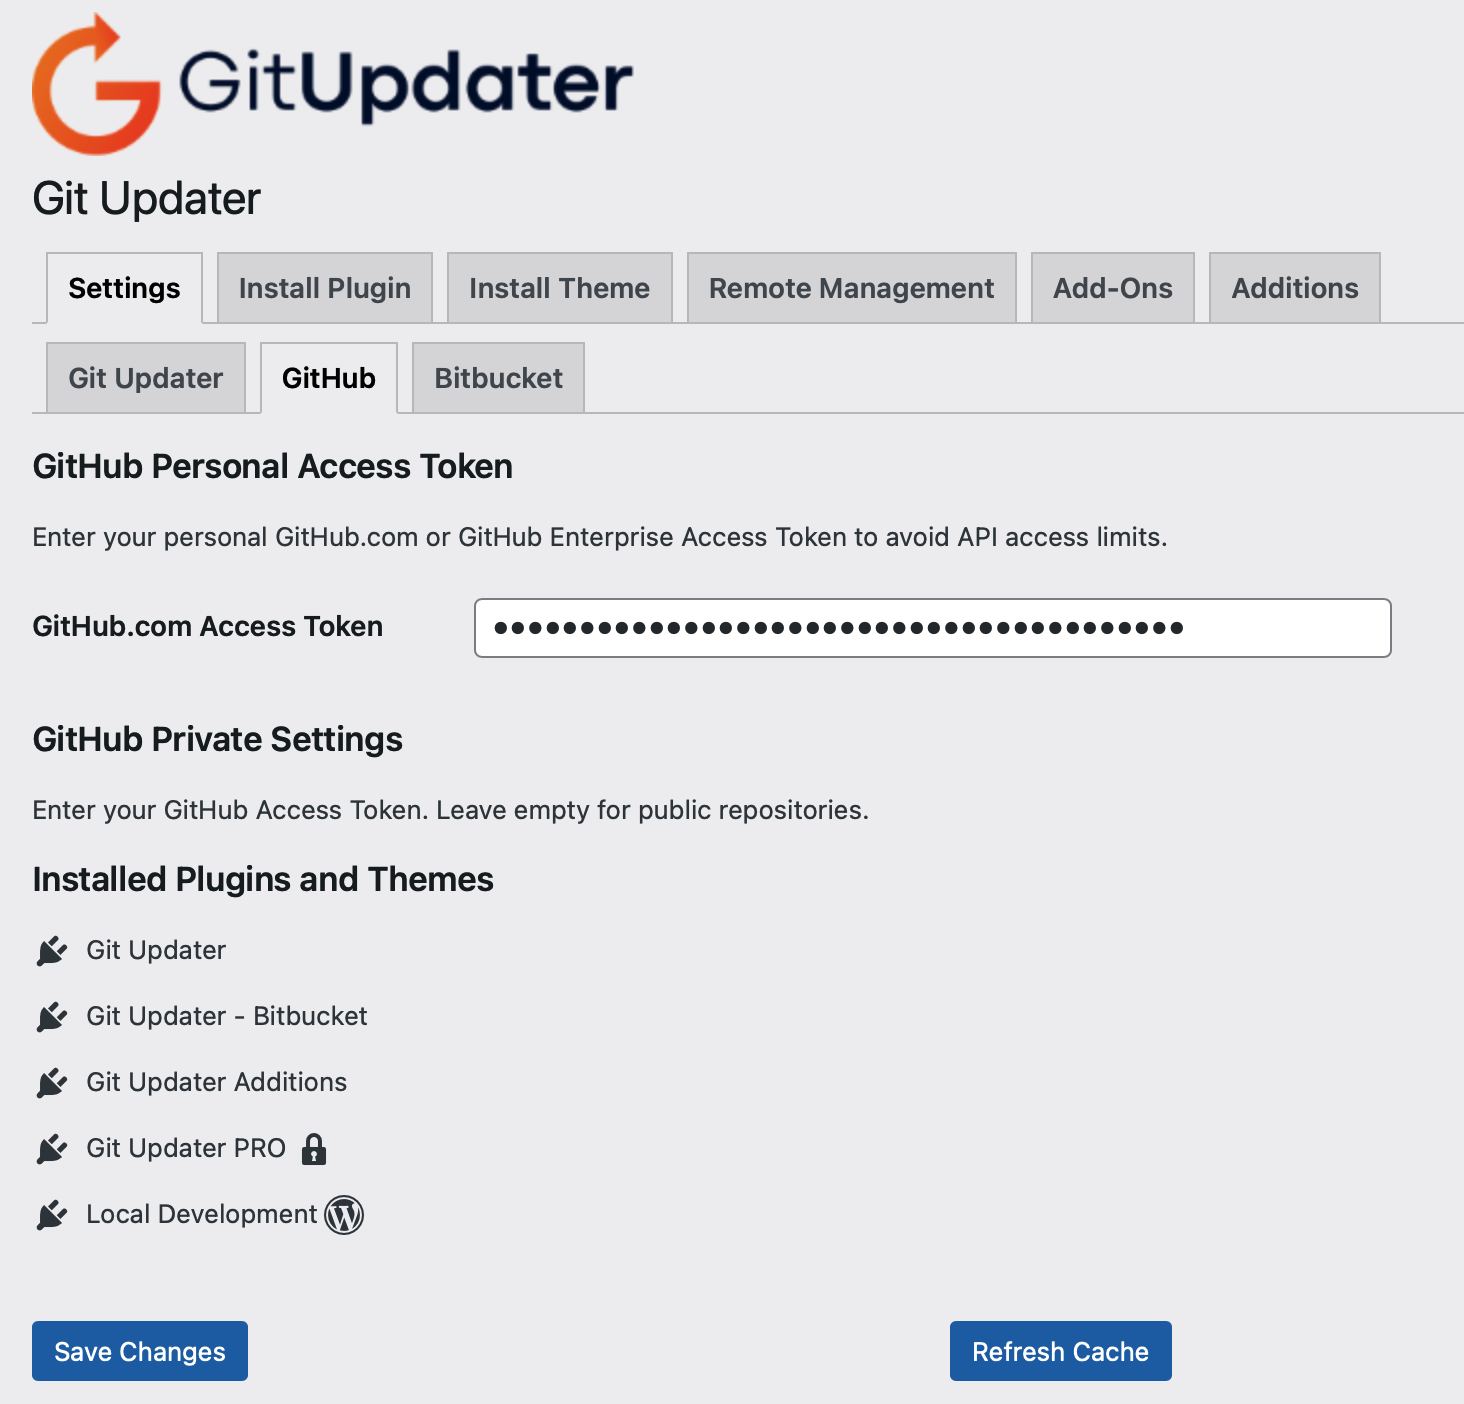 GitUpdater
Git Updater
Settings Install Plugin Install Theme Remote Management Add-Ons Additions
Git Updater GitHub Bitbucket
GitHub Personal Access Token
Enter your personal GitHub.com or GitHub Enterprise Access Token to avoid API access limits.
GitHub.com Access Token ••••••••••••••••••••••••••••••••••••••••
GitHub Private Settings
Enter your GitHub Access Token. Leave empty for public repositories.
Installed Plugins and Themes
Git Updater
Git Updater - Bitbucket
Git Updater Additions
Git Updater PRO
Local Development
Save Changes Refresh Cache